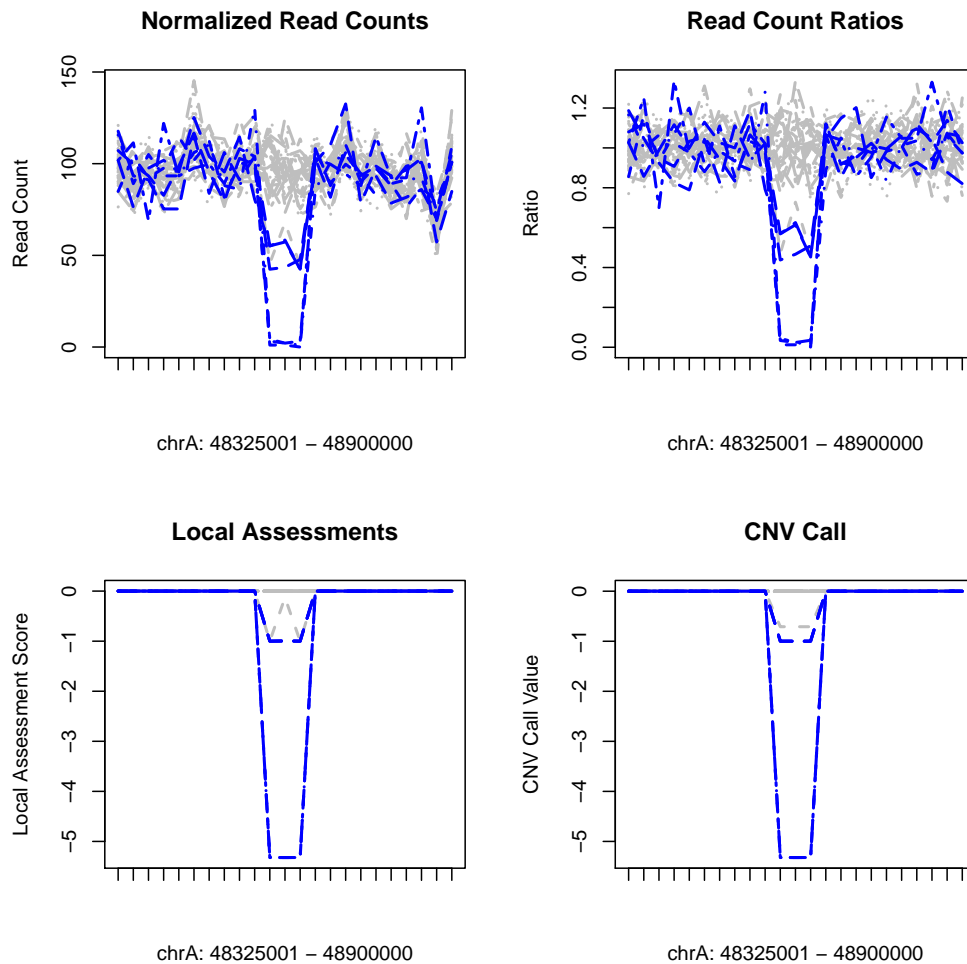 Normalized Read Counts
Read Count
150
100
50
0
chrA: 48325001 − 48900000
Read Count Ratios
Ratio
1.2
0.8
0.4
0.0
chrA: 48325001 − 48900000
Local Assessments
Local Assessment Score
0
−1
−2
−3
−4
−5
chrA: 48325001 − 48900000
CNV Call
CNV Call Value
0
−1
−2
−3
−4
−5
chrA: 48325001 − 48900000